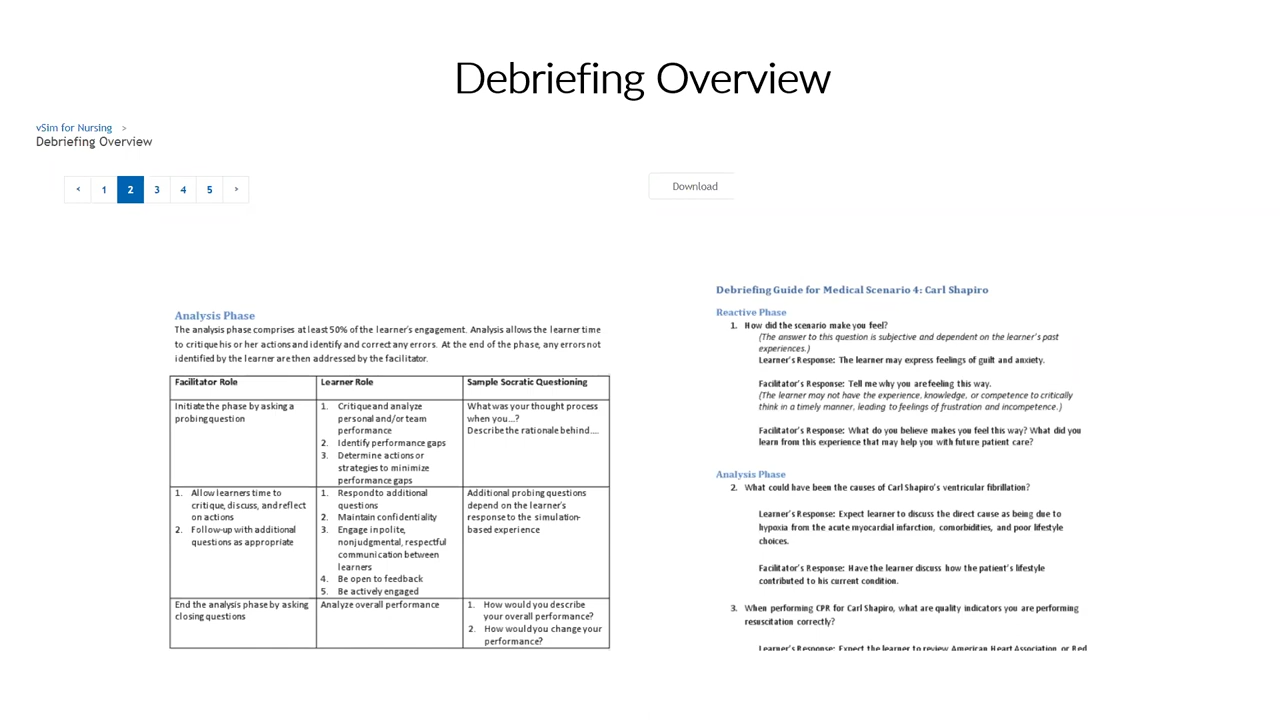 Debriefing Overview
vSim for Nursing >
Debriefing Overview
< 1 2 3 4 5 >
Download
Analysis Phase
The analysis phase comprises at least 50% of the learner's engagement. Analysis allows the learner time
to critique his or her actions and identify and correct any errors. At the end of the phase, any errors not
identified by the learner are then addressed by the facilitator.
Facilitator Role
Learner Role
Sample Socratic Questioning
Initiate the phase by asking a
probing question
1. Critique and analyze
personal and/or team
performance
2. Identify performance gaps
3. Determine actions or
strategies to minimize
performance gaps
What was your thought process
when you...?
Describe the rationale behind....
1. Allow learners time to
critique, discuss, and reflect
on actions
2. Follow-up with additional
questions as appropriate
1. Respond to additional
questions
2. Maintain confidentiality
3. Engage in polite,
nonjudgmental, respectful
communication between
learners
4. Be open to feedback
5. Be actively engaged
Additional probing questions
depend on the learner's
response to the simulation-
based experience
End the analysis phase by asking
closing questions
Analyze overall performance
1. How would you describe
your overall performance?
2. How would you change your
performance?
Debriefing Guide for Medical Scenario 4: Carl Shapiro
Reactive Phase
1. How did the scenario make you feel?
(The answer to this question is subjective and dependent on the learner's past
experiences.)
Learner's Response: The learner may express feelings of guilt and anxiety.
Facilitator's Response: Tell me why you are feeling this way.
(The learner may not have the experience, knowledge, or competence to critically
think in a timely manner, leading to feelings of frustration and incompetence.)
Facilitator's Response: What do you believe makes you feel this way? What did you
learn from this experience that may help you with future patient care?
Analysis Phase
2. What could have been the causes of Carl Shapiro's ventricular fibrillation?
Learner's Response: Expect learner to discuss the direct cause as being due to
hypoxia from the acute myocardial infarction, comorbidities, and poor lifestyle
choices.
Facilitator's Response: Have the learner discuss how the patient's lifestyle
contributed to his current condition.
3. When performing CPR for Carl Shapiro, what are quality indicators you are performing
resuscitation correctly?
Learner's Response: Expect the learner to review American Heart Association or Red